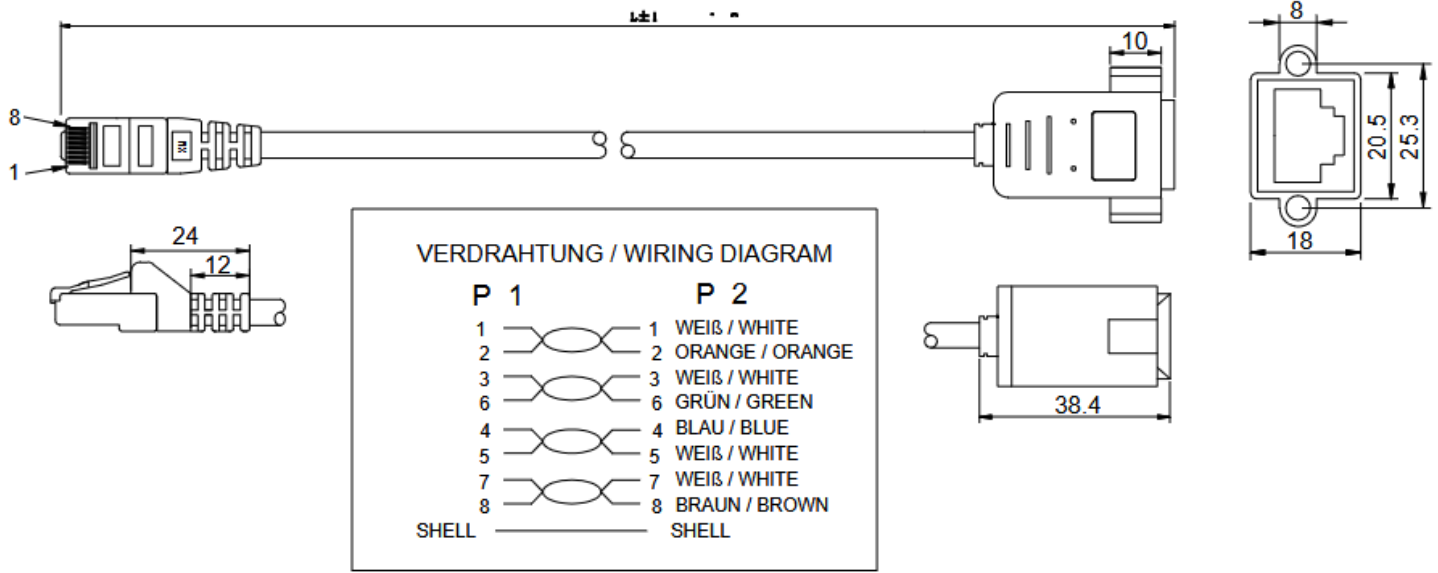 8
10
8
1
20.5
25.3
18
24
12
38.4
VERDRAHTUNG / WIRING DIAGRAM
P 1 P 2
1 1 WEIß / WHITE
2 2 ORANGE / ORANGE
3 3 WEIß / WHITE
6 6 GRÜN / GREEN
4 4 BLAU / BLUE
5 5 WEIß / WHITE
7 7 WEIß / WHITE
8 8 BRAUN / BROWN
SHELL SHELL